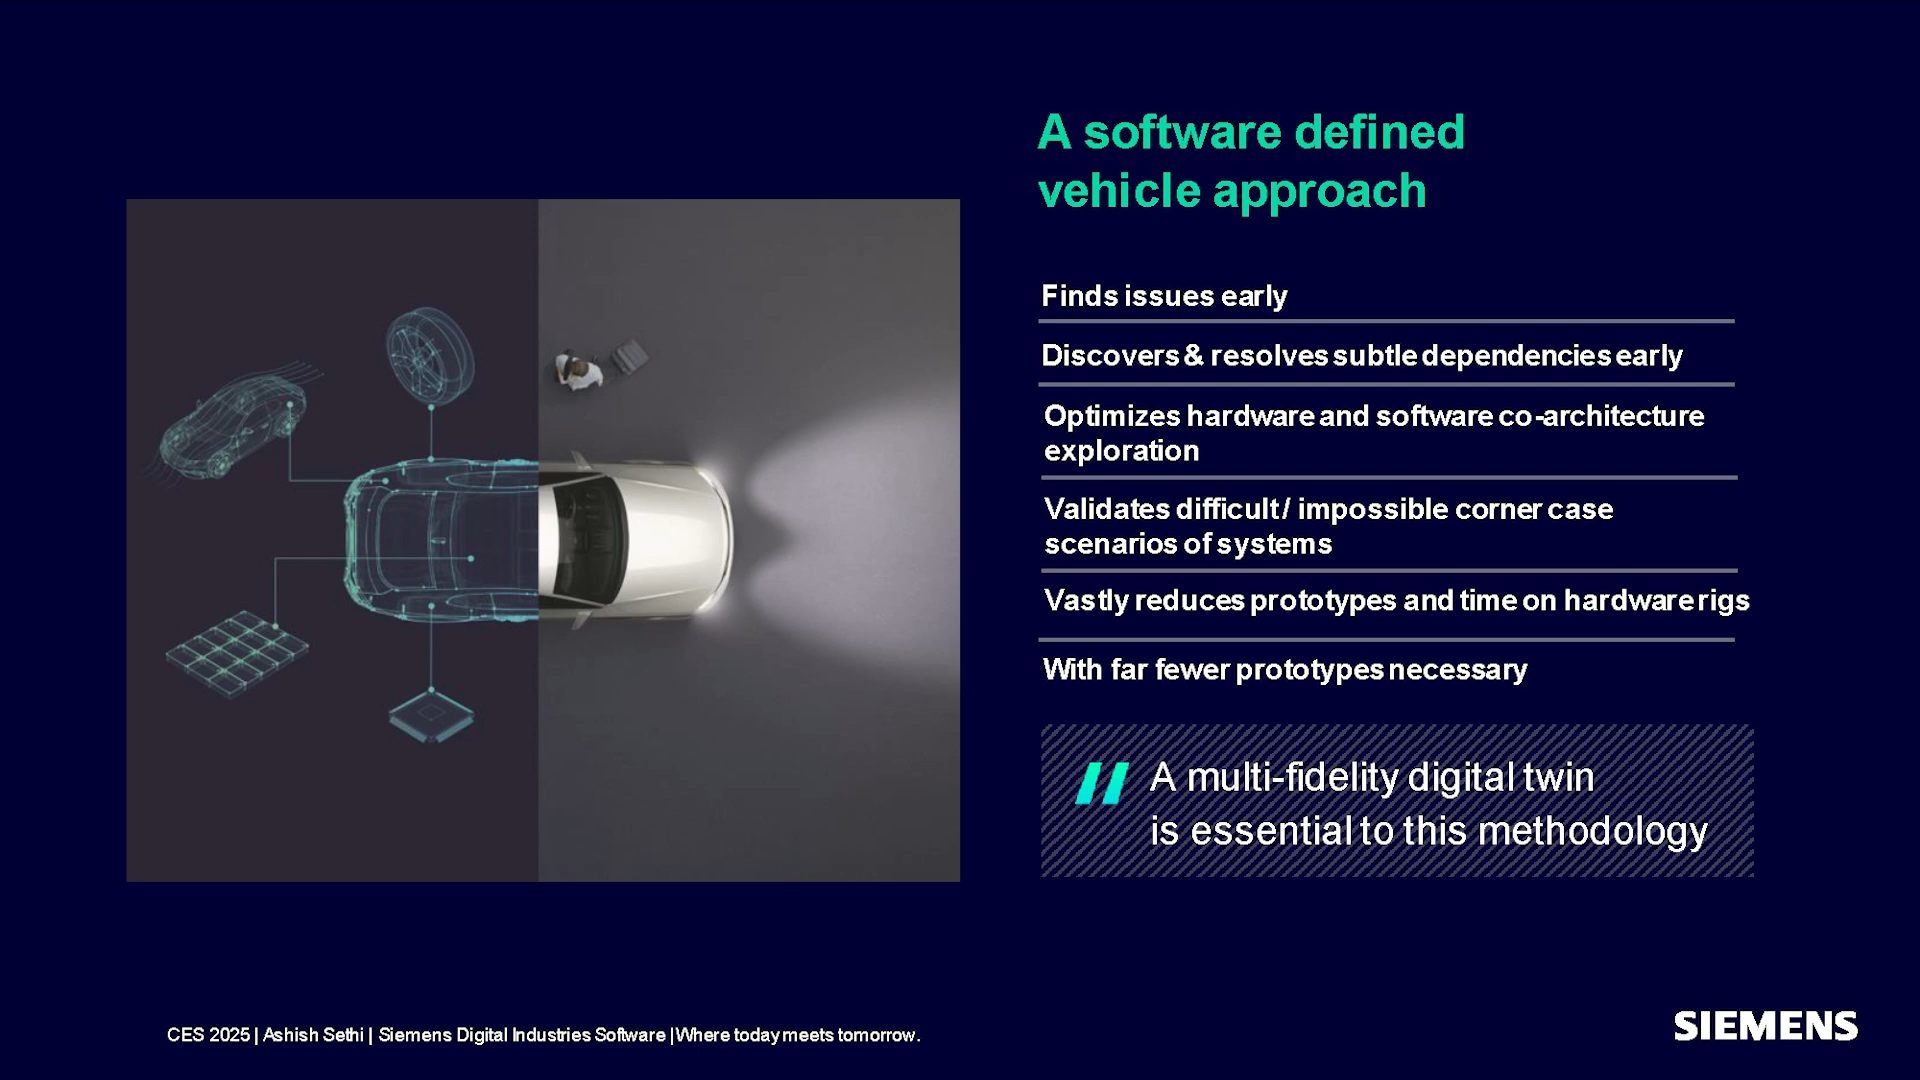 A software defined
vehicle approach
Finds issues early
Discovers & resolves subtle dependencies early
Optimizes hardware and software co-architecture
exploration
Validates difficult / impossible corner case
scenarios of systems
Vastly reduces prototypes and time on hardware rigs
With far fewer prototypes necessary
A multi-fidelity digital twin
is essential to this methodology
CES 2025 | Ashish Sethi | Siemens Digital Industries Software | Where today meets tomorrow.
SIEMENS